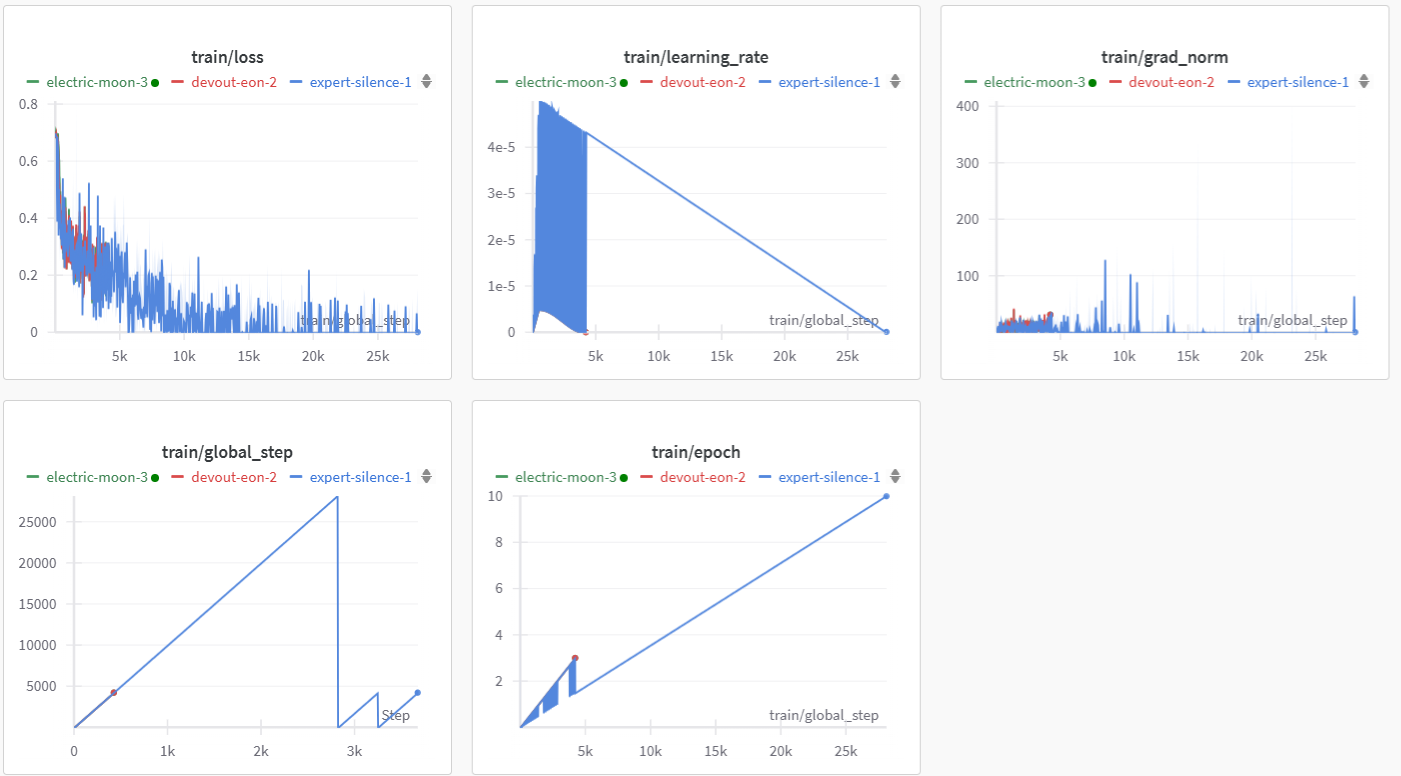 train/loss
electric-moon-3 devout-eon-2 expert-silence-1
0.8
0.6
0.4
0.2
0
train/global_step
5k 10k 15k 20k 25k
train/learning_rate
electric-moon-3 devout-eon-2 expert-silence-1
4e-5
3e-5
2e-5
1e-5
0
train/global_step
5k 10k 15k 20k 25k
train/grad_norm
electric-moon-3 devout-eon-2 expert-silence-1
400
300
200
100
train/global_step
5k 10k 15k 20k 25k
train/global_step
electric-moon-3 devout-eon-2 expert-silence-1
25000
20000
15000
10000
5000
Step
0 1k 2k 3k
train/epoch
electric-moon-3 devout-eon-2 expert-silence-1
10
8
6
4
2
train/global_step
5k 10k 15k 20k 25k